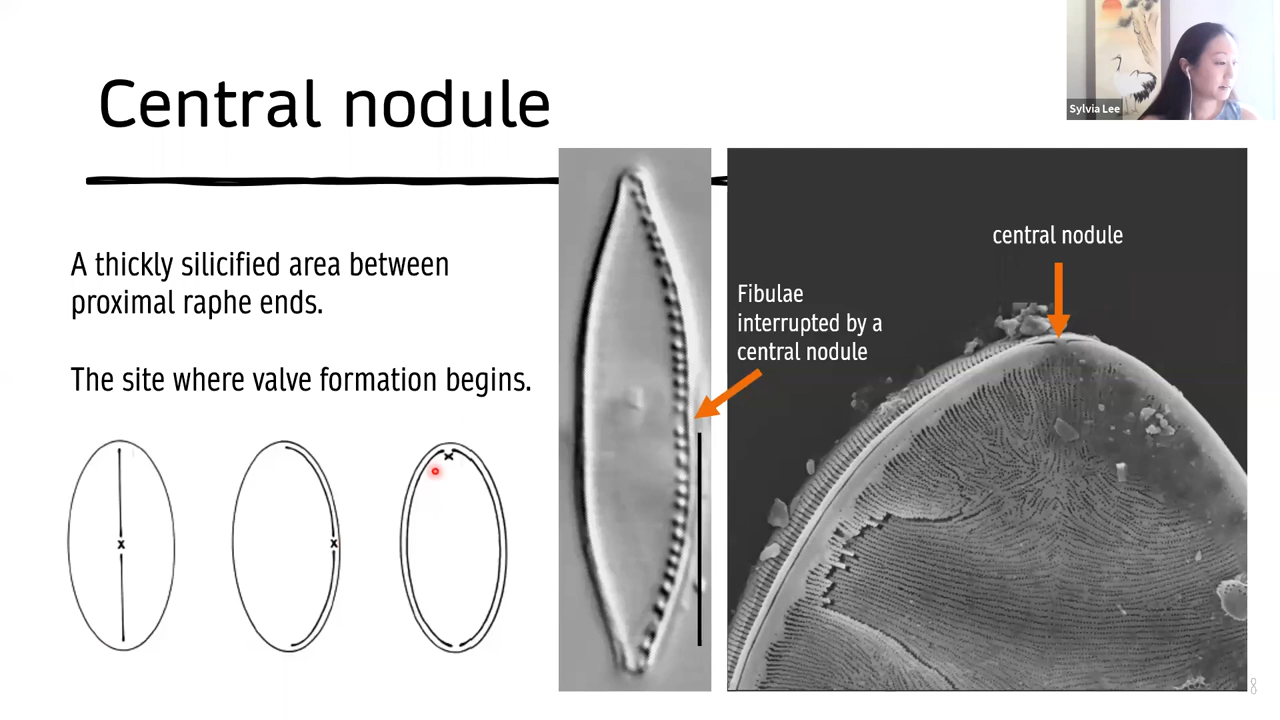 Central nodule
Sylvia Lee
A thickly silicified area between
proximal raphe ends.
The site where valve formation begins.
x
x
x
Fibulae
interrupted by a
central nodule
central nodule
8